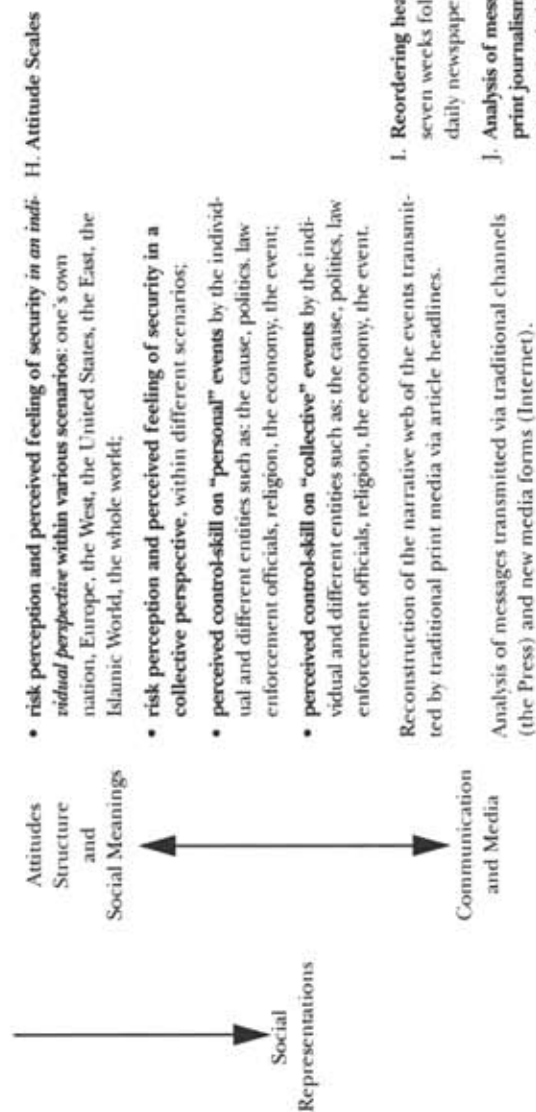 Social
Representations
Attitudes
Structure
and
Social Meanings
Communication
and Media
• risk perception and perceived feeling of security in an indi-
vidual perspective within various scenarios: one's own
nation, Europe, the West, the United States, the East, the
Islamic World, the whole world;
• risk perception and perceived feeling of security in a
collective perspective, within different scenarios;
• perceived control-skill on "personal" events by the individ-
ual and different entities such as: the cause, politics. law
enforcement officials, religion, the economy, the event;
• perceived control-skill on "collective" events by the indi-
vidual and different entities such as: the cause, politics, law
enforcement officials, religion, the economy, the event.
Reconstruction of the narrative web of the events transmit-
ted by traditional print media via article headlines.
Analysis of messages transmitted via traditional channels
(the Press) and new media forms (Internet).
H. Attitude Scales
I. Reordering hea
seven weeks fol
daily newspape
J. Analysis of mess
print journalism